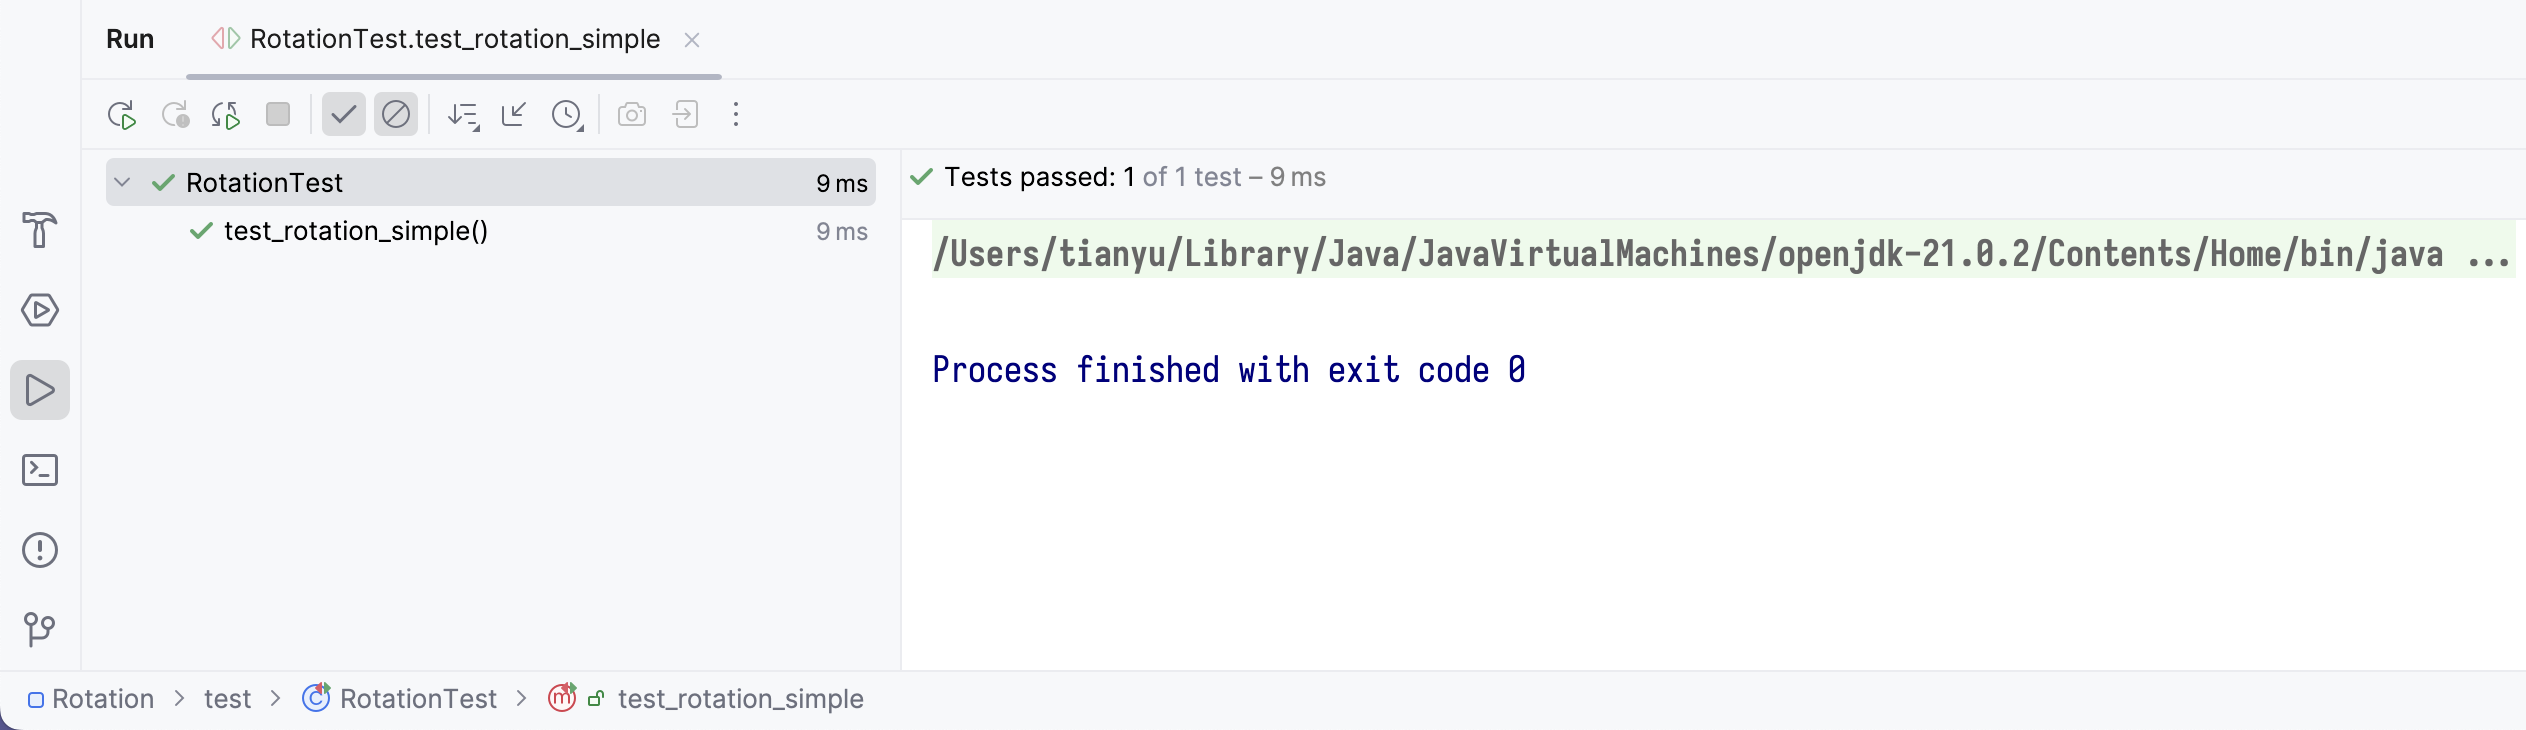 Run RotationTest.test_rotation_simple
RotationTest 9 ms
test_rotation_simple() 9 ms
Tests passed: 1 of 1 test – 9 ms
/Users/tianyu/Library/Java/JavaVirtualMachines/openjdk-21.0.2/Contents/Home/bin/java ...
Process finished with exit code 0
Rotation > test > RotationTest > test_rotation_simple